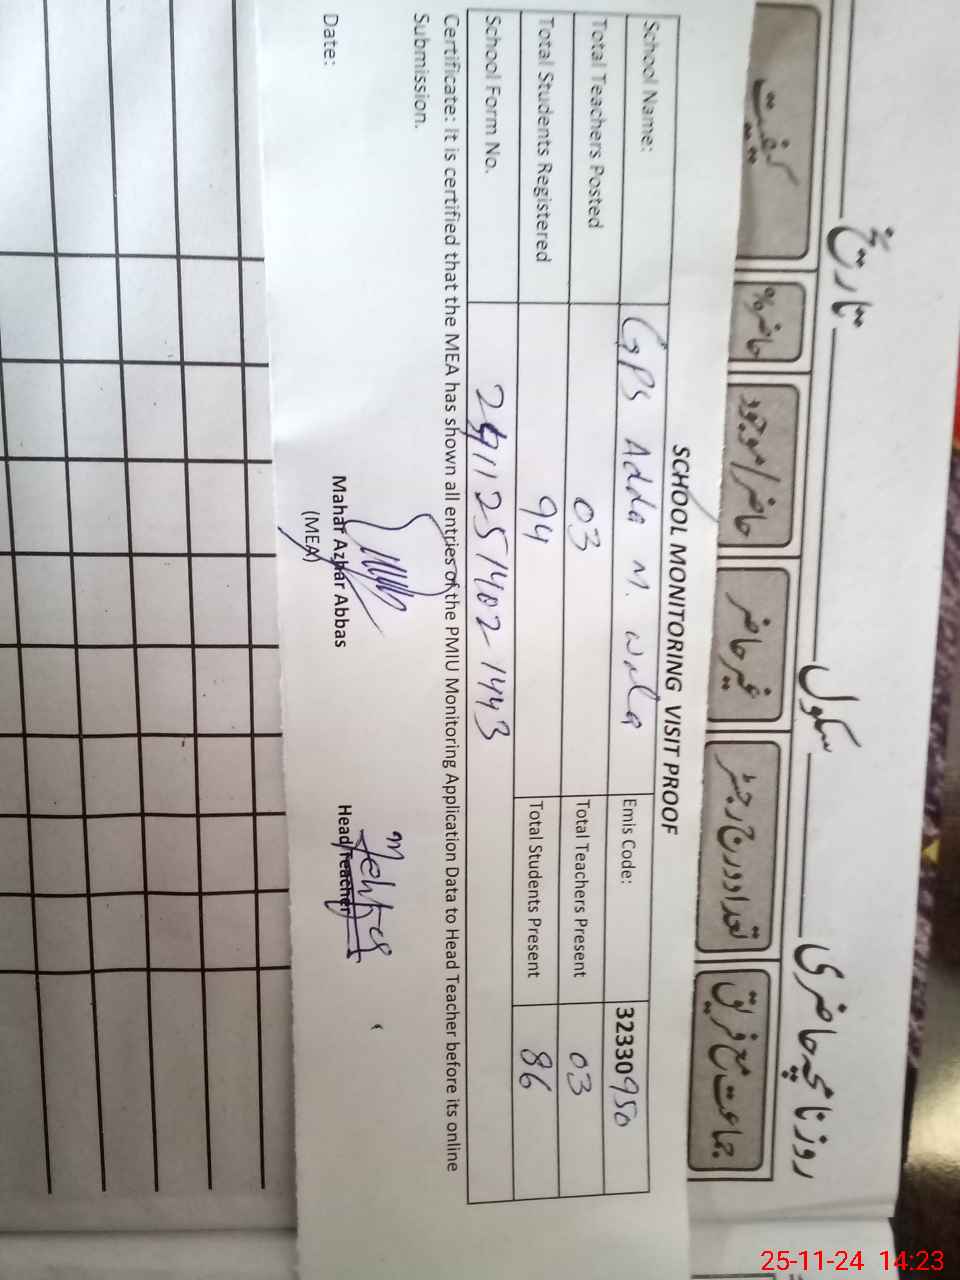 تاریخ سکول روزنامچہ حاضری
جماعت مع فریق تعداد درج رجسٹر غیر حاضر حاضر/موجود حاضر% کیفیت
SCHOOL MONITORING VISIT PROOF
School Name: GPS Adda M. wala Emis Code: 32330950
Total Teachers Posted 03 Total Teachers Present 03
Total Students Registered 94 Total Students Present 86
School Form No. 2411251402-1443
Certificate: It is certified that the MEA has shown all entries of the PMIU Monitoring Application Data to Head Teacher before its online
Submission.
Date: Mahar Azhar Abbas Head Teacher
(MEA)
25-11-24 14:23